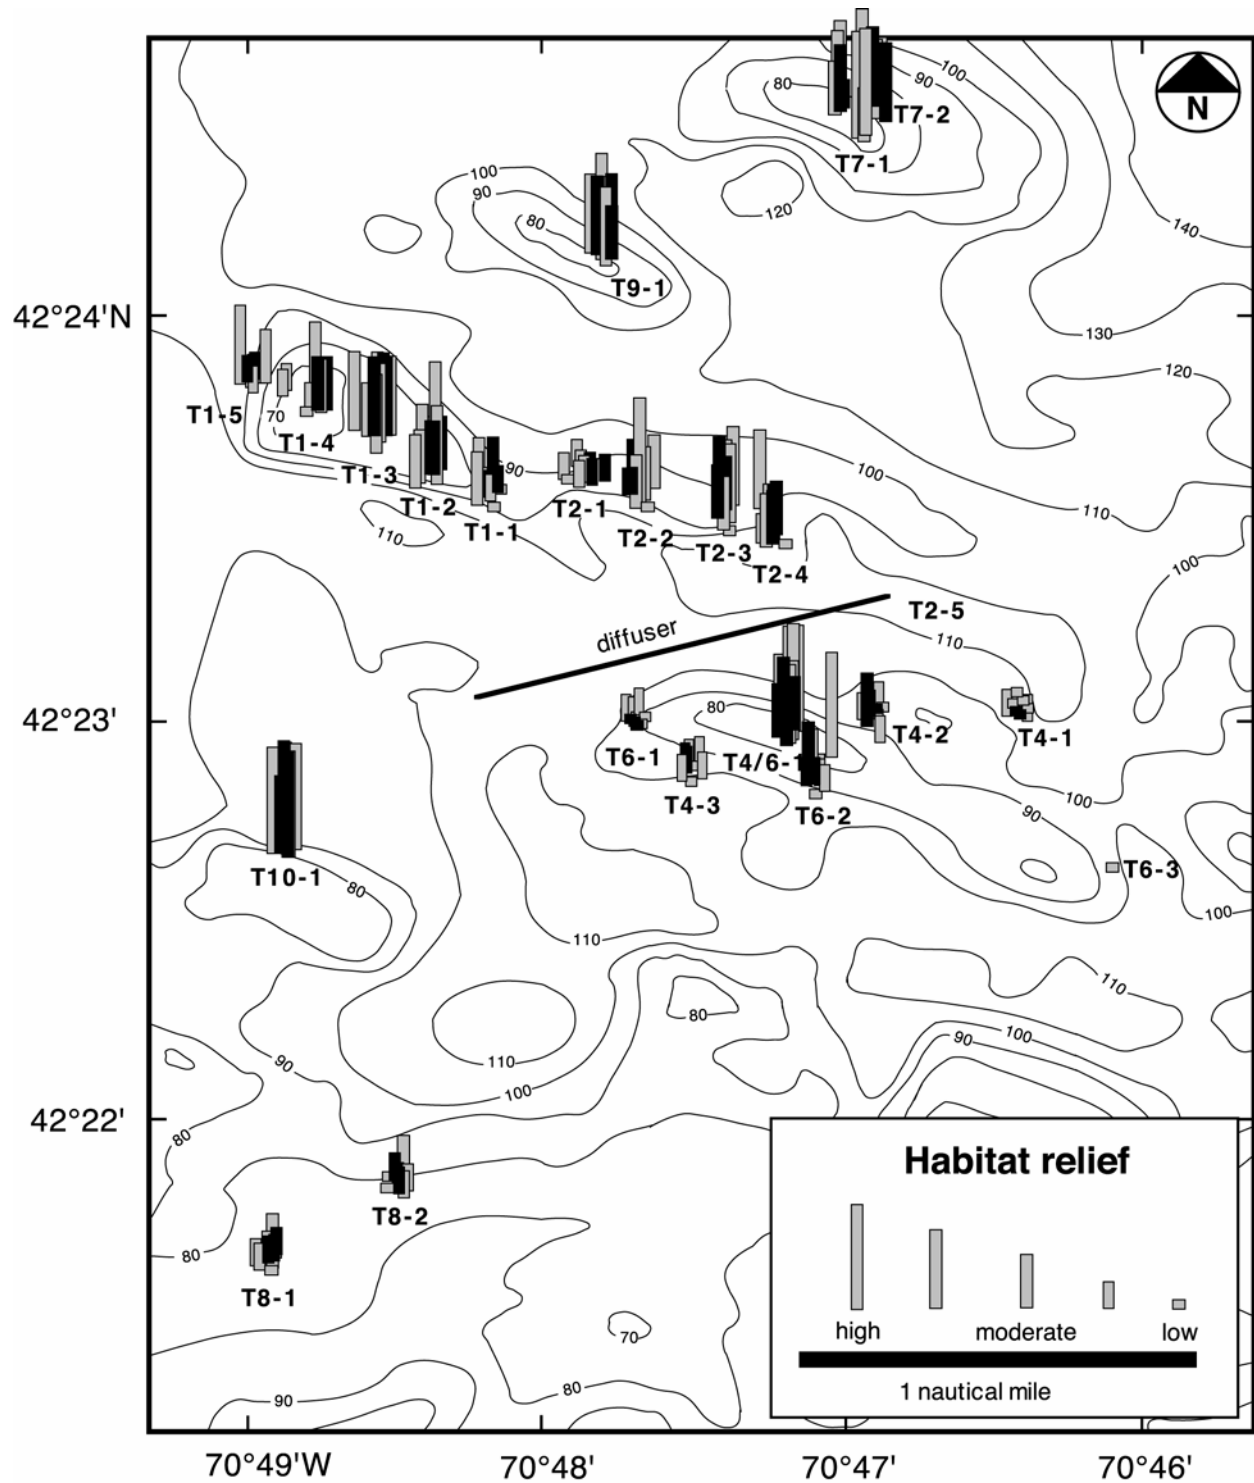 100
80
90
N
T7-2
T7-1
100
90
120
80
140
T9-1
42°24'N
130
120
T1-5
70
T1-4
T1-3
90
100
T1-2
T2-1
110
T1-1
110
T2-2
T2-3
T2-4
100
T2-5
diffuser
110
80
42°23'
T4-2
T4-1
T6-1
T4/6-1
T4-3
100
T6-2
90
T10-1
T6-3
80
100
110
110
80
100
90
90
110
100
42°22'
80
Habitat relief
T8-2
80
T8-1
high moderate low
70
1 nautical mile
80
90
70°49'W 70°48' 70°47' 70°46'